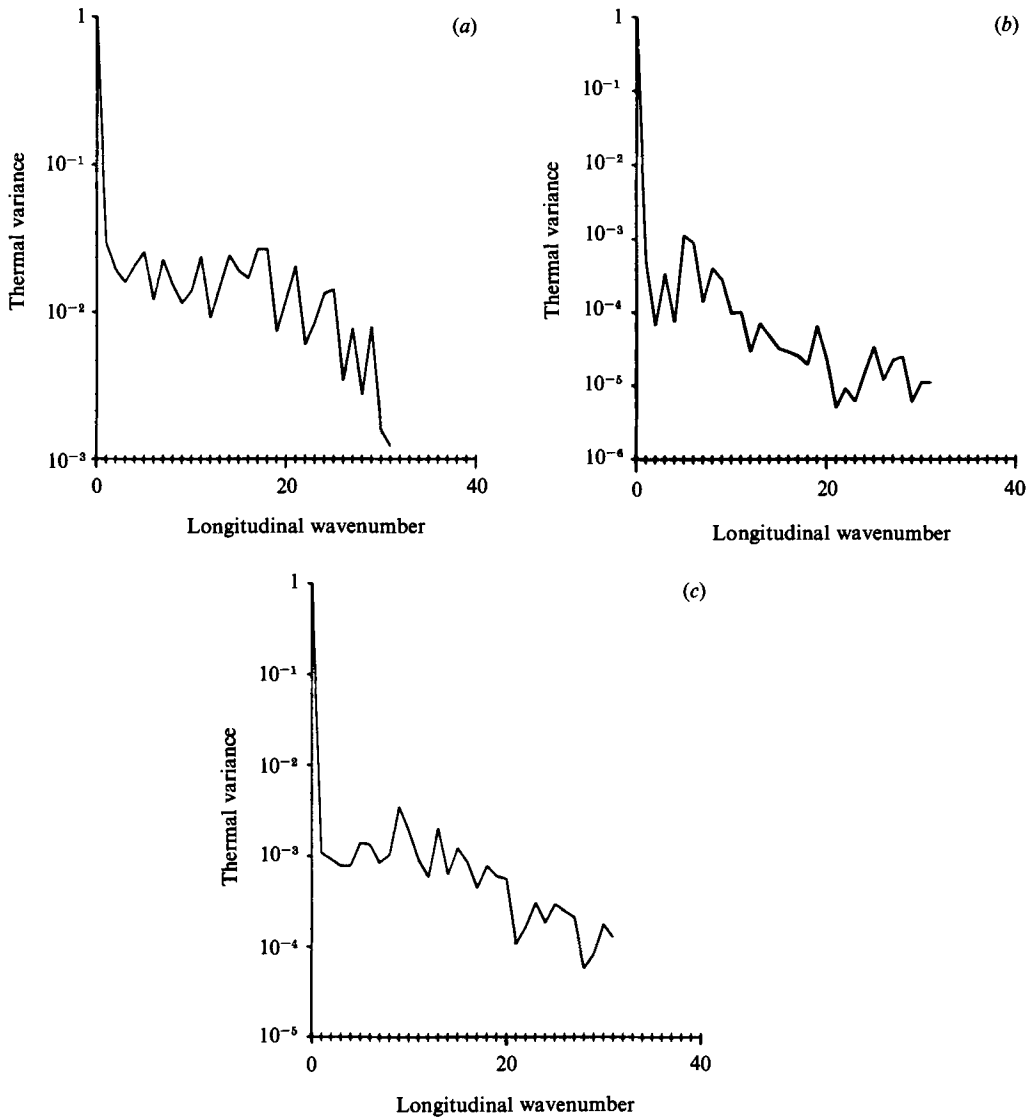 (a)
1
10⁻¹
10⁻²
10⁻³
Thermal variance
0
20
40
Longitudinal wavenumber
(b)
1
10⁻¹
10⁻²
10⁻³
10⁻⁴
10⁻⁵
10⁻⁶
Thermal variance
0
20
40
Longitudinal wavenumber
(c)
1
10⁻¹
10⁻²
10⁻³
10⁻⁴
10⁻⁵
Thermal variance
0
20
40
Longitudinal wavenumber